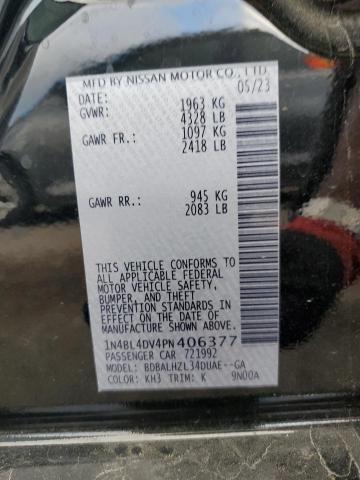 MFD BY NISSAN MOTOR CO., LTD.
DATE: 05/23
GVWR: 1963 KG
4328 LB
GAWR FR.: 1097 KG
2418 LB
GAWR RR.: 945 KG
2083 LB
THIS VEHICLE CONFORMS TO
ALL APPLICABLE FEDERAL
MOTOR VEHICLE SAFETY,
BUMPER, AND THEFT
PREVENTION STANDARDS IN
EFFECT ON THE DATE OF
MANUFACTURE SHOWN ABOVE.
1N4BL4DV4PN406377
PASSENGER CAR 721992
MODEL: BDBALHZL34DUAE--GA
COLOR: KH3 TRIM: K 9N00A